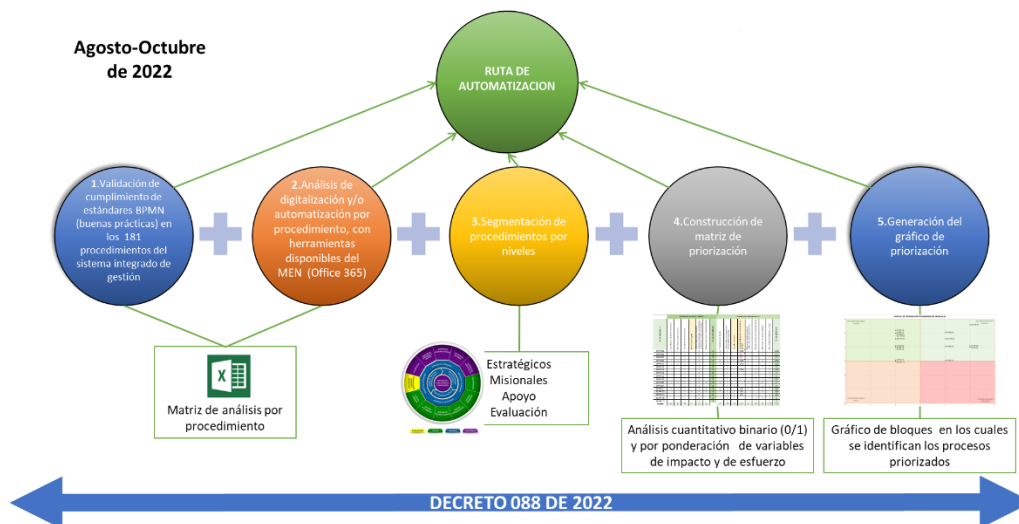 Agosto-Octubre
de 2022
RUTA DE
AUTOMATIZACION
1.Validación de
cumplimiento de
estándares BPMN
(buenas prácticas) en
los 181
procedimientos del
sistema integrado de
gestión
2.Análisis de
digitalización y/o
automatización por
procedimiento, con
herramientas
disponibles del
MEN (Office 365)
3.Segmentación de
procedimientos por
niveles
4.Construcción de
matriz de
priorización
5.Generación del
gráfico de
priorización
X
Matriz de análisis por
procedimiento
Estratégicos
Misionales
Apoyo
Evaluación
Análisis cuantitativo binario (0/1)
y por ponderación de variables
de impacto y de esfuerzo
Gráfico de bloques en los cuales
se identifican los procesos
priorizados
DECRETO 088 DE 2022